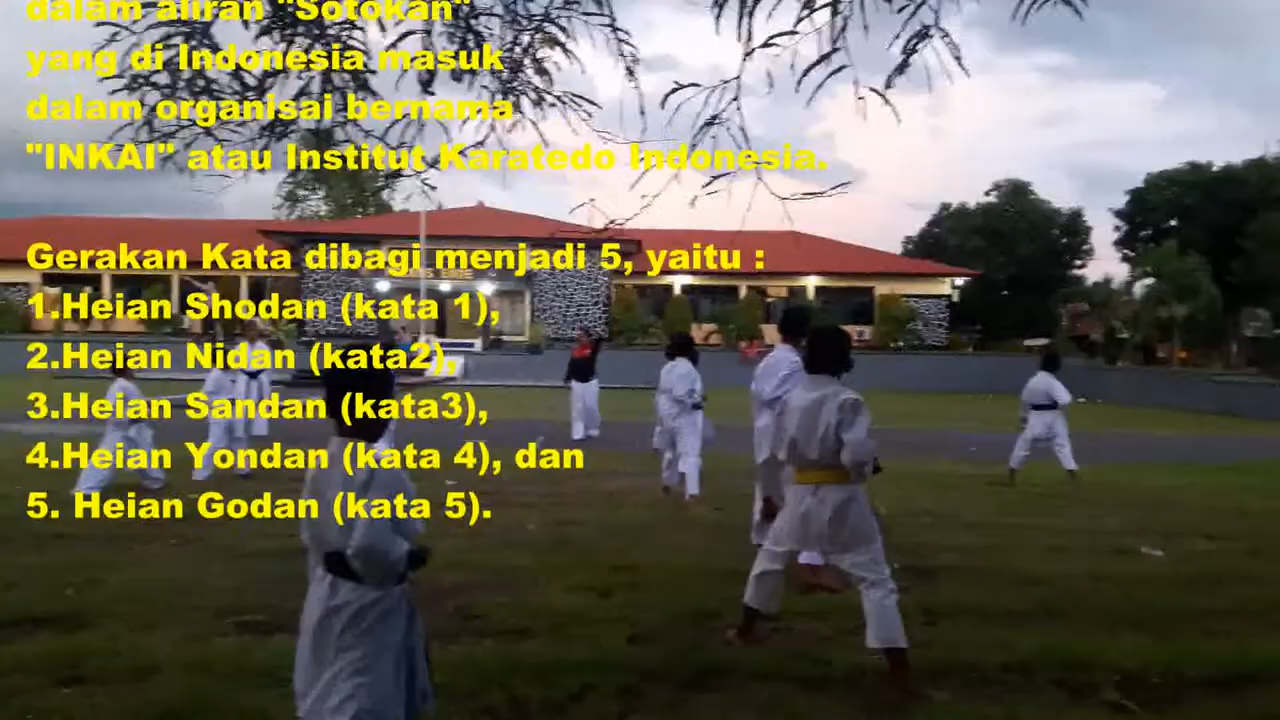 dalam aliran "Sotokan"
yang di Indonesia masuk
dalam organisai bernama
"INKAI" atau Institut Karatedo Indonesia.
Gerakan Kata dibagi menjadi 5, yaitu :
1.Heian Shodan (kata 1),
2.Heian Nidan (kata2),
3.Heian Sandan (kata3),
4.Heian Yondan (kata 4), dan
5. Heian Godan (kata 5).